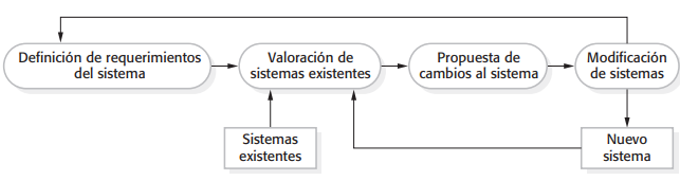 Definición de requerimientos
del sistema
Valoración de
sistemas existentes
Propuesta de
cambios al sistema
Modificación
de sistemas
Sistemas
existentes
Nuevo
sistema